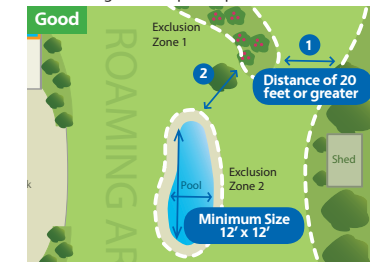 Good
Exclusion
Zone 1
1
2
Distance of 20
feet or greater
ROAMING AR
Shed
Pool
Exclusion
Zone 2
Minimum Size
12’ x 12’
k